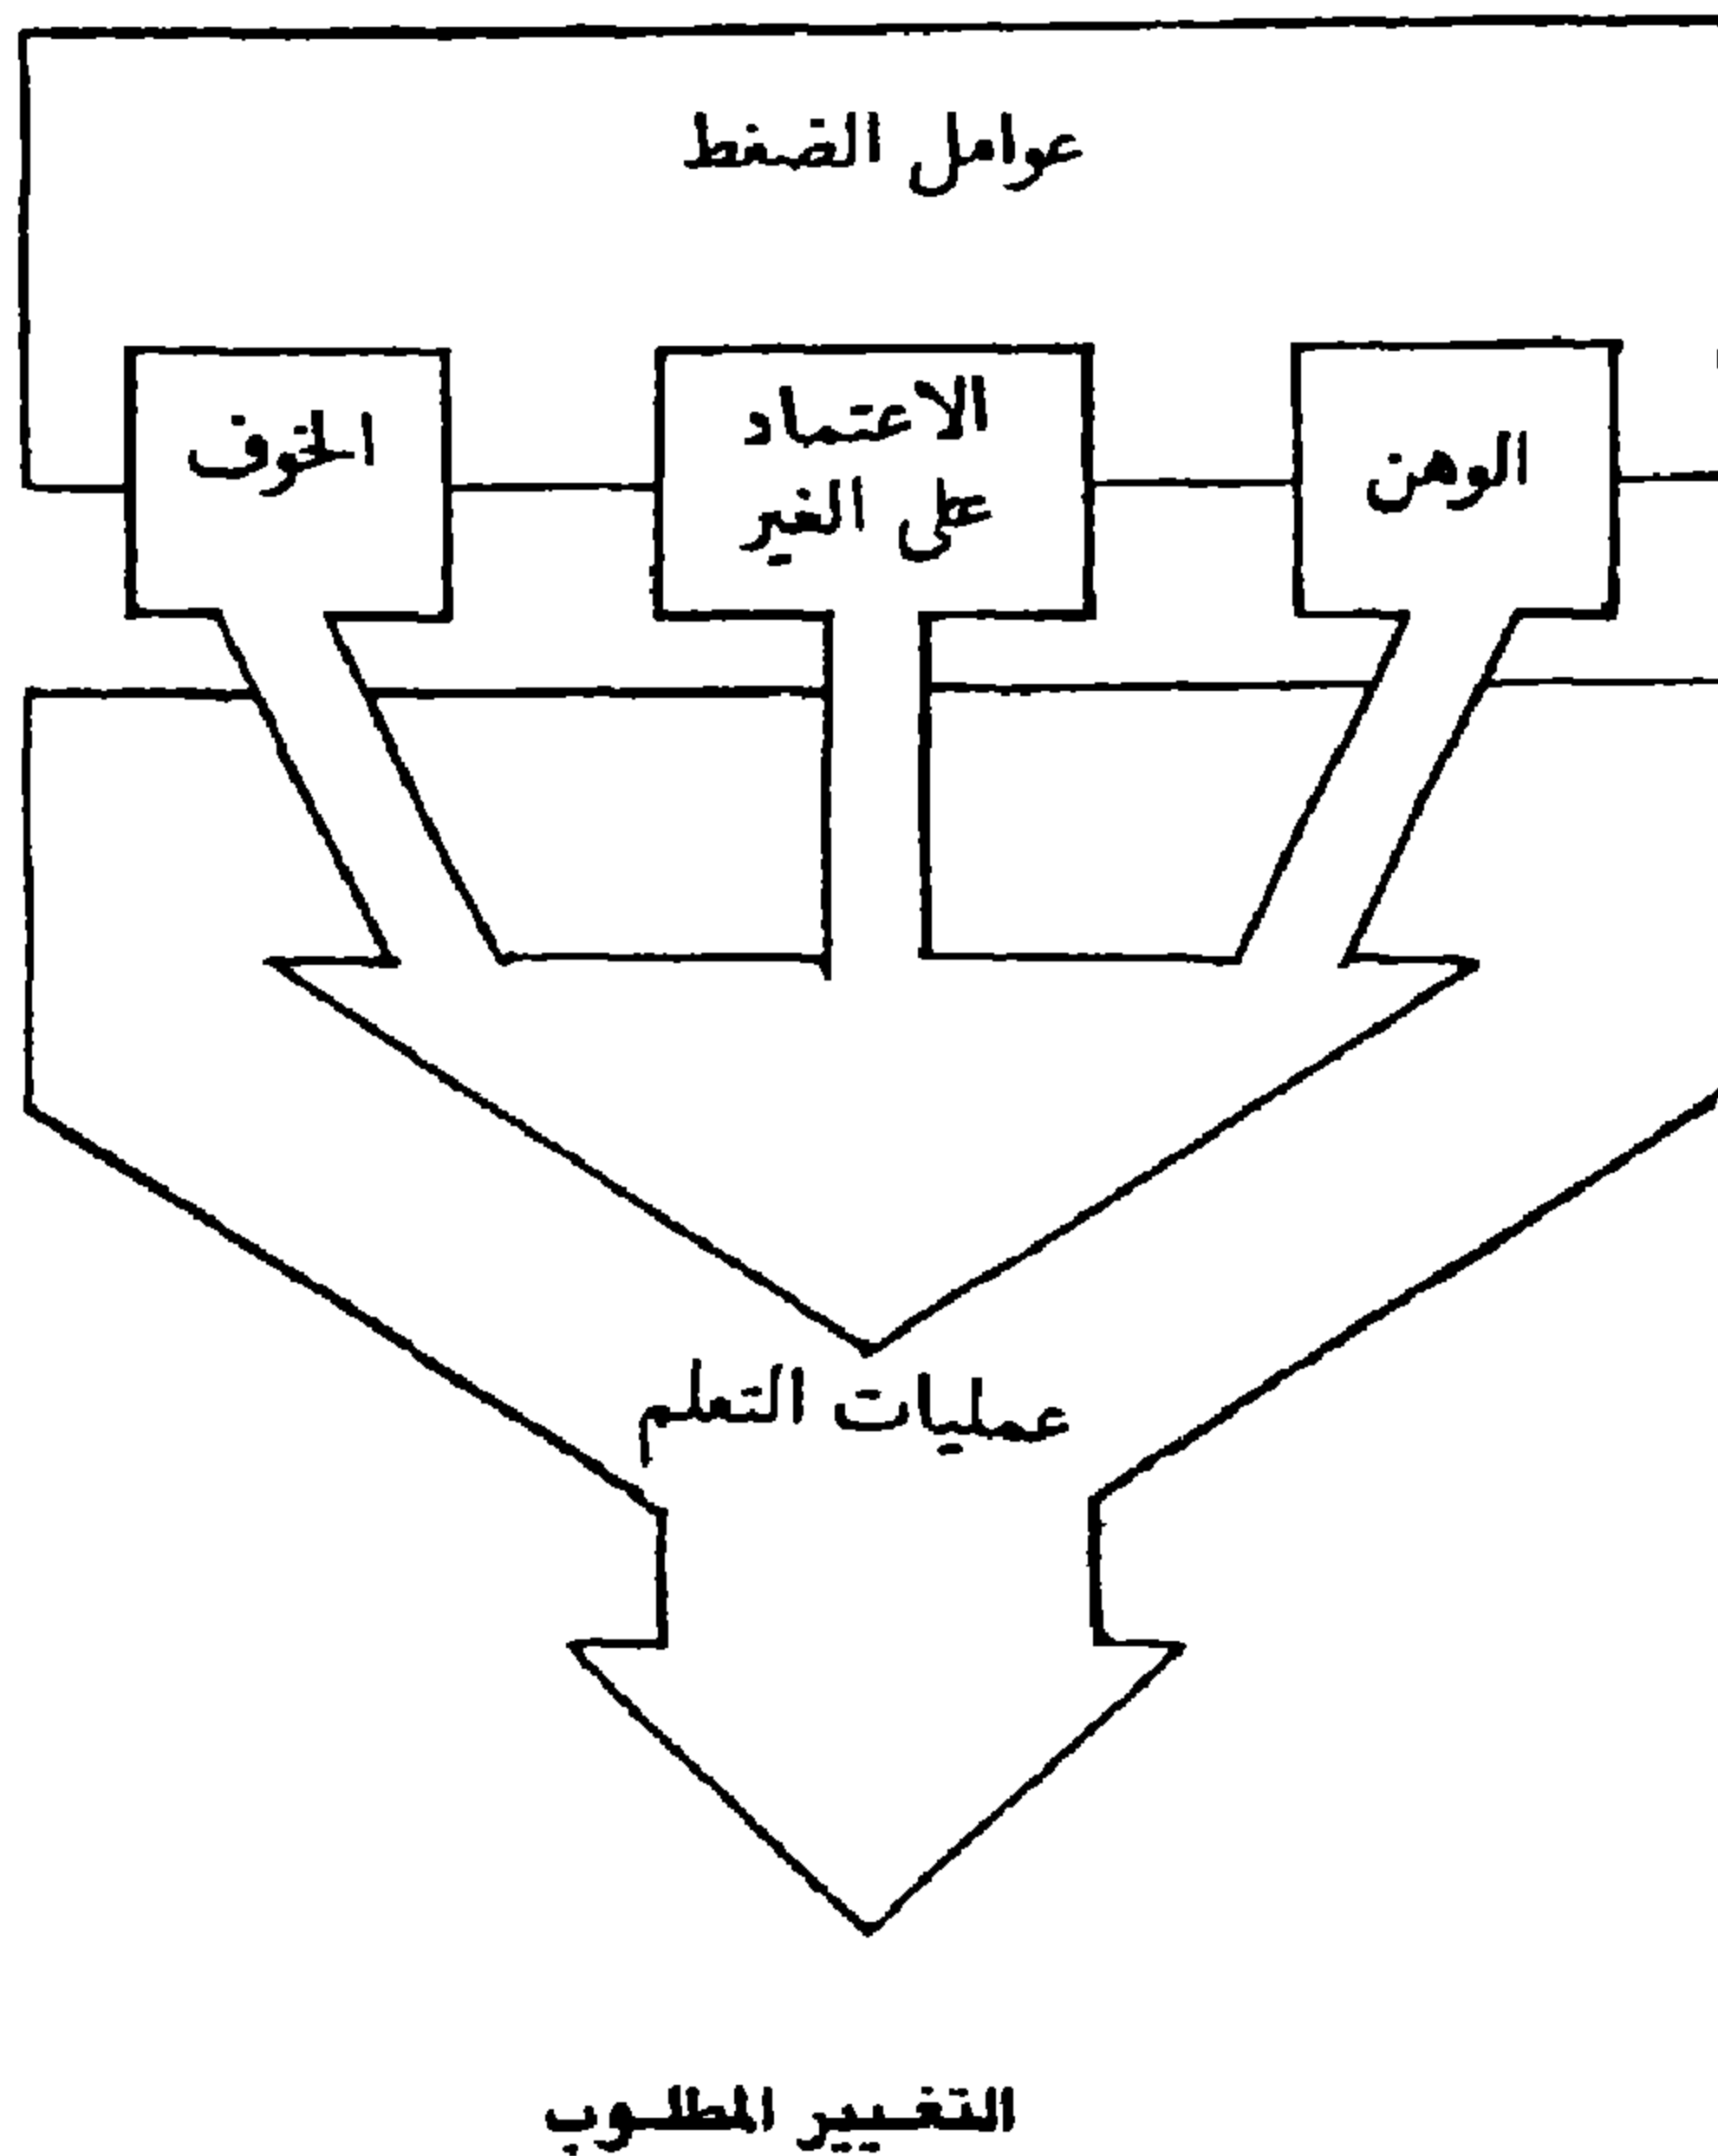 عوامل الضغط
الوهن
الاعتماد
على الغير
الخوف
عمليات التعلم
التغيير المطلوب